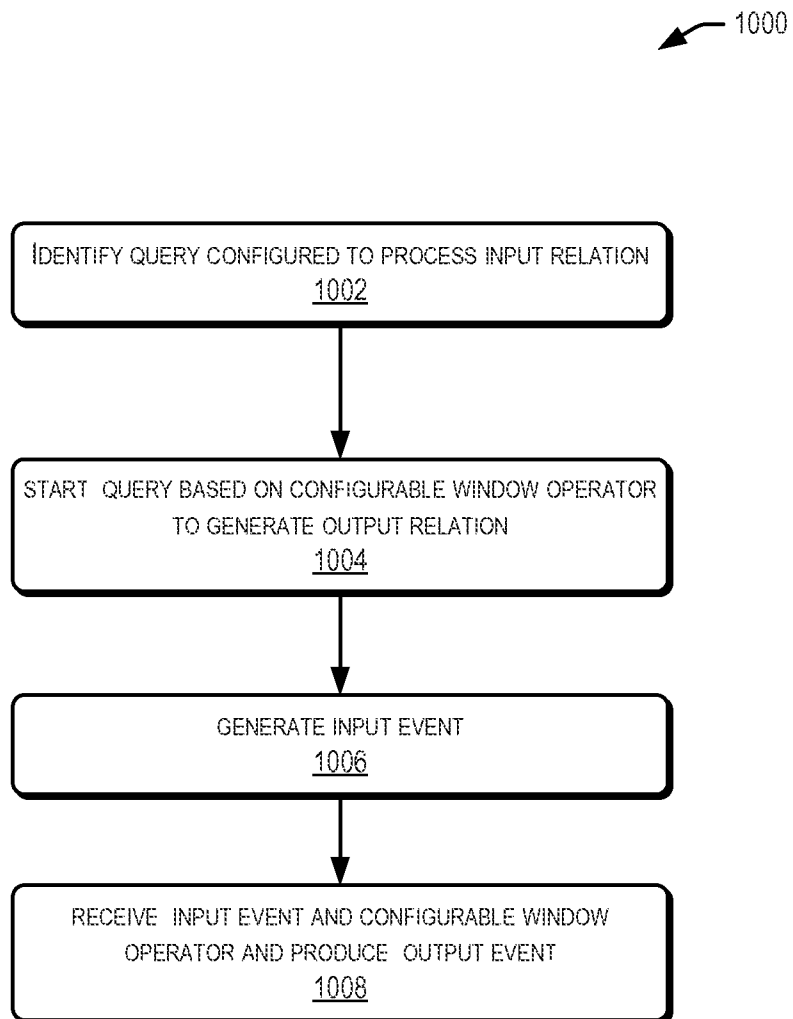 1000
IDENTIFY QUERY CONFIGURED TO PROCESS INPUT RELATION
1002
START QUERY BASED ON CONFIGURABLE WINDOW OPERATOR
TO GENERATE OUTPUT RELATION
1004
GENERATE INPUT EVENT
1006
RECEIVE INPUT EVENT AND CONFIGURABLE WINDOW
OPERATOR AND PRODUCE OUTPUT EVENT
1008